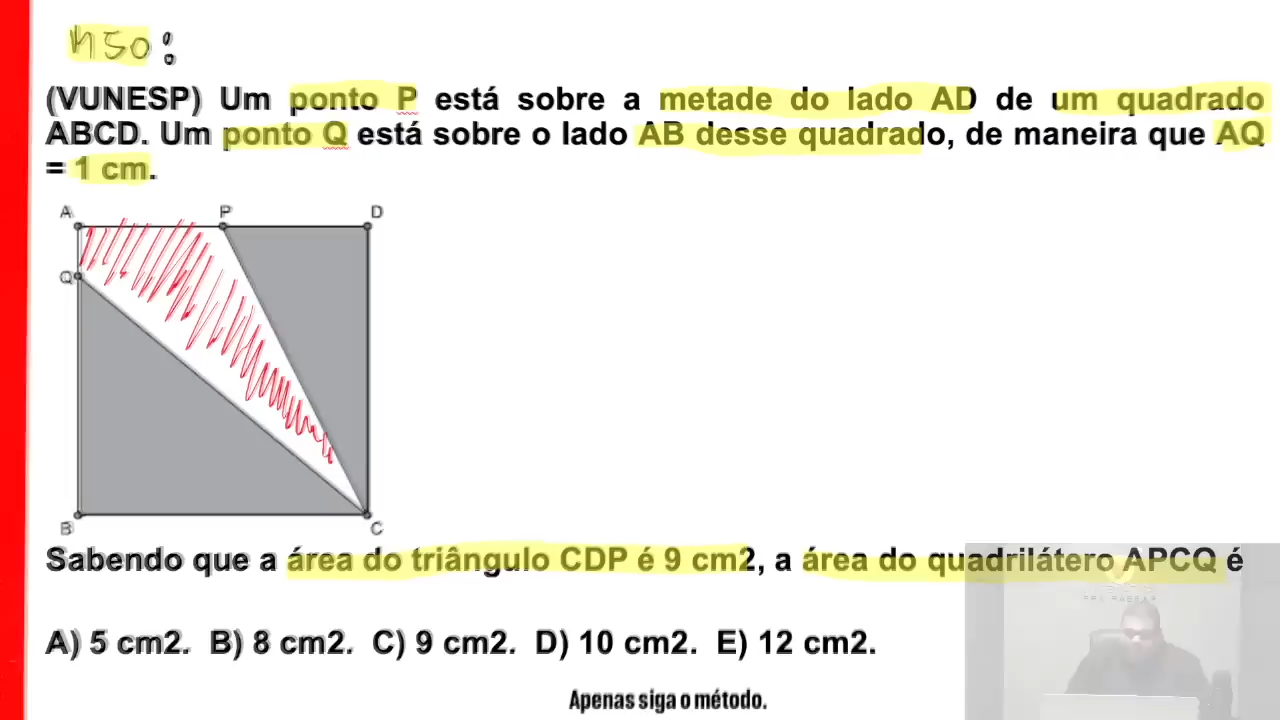 M50:
(VUNESP) Um ponto P está sobre a metade do lado AD de um quadrado
ABCD. Um ponto Q está sobre o lado AB desse quadrado, de maneira que AQ
= 1 cm.
A P D
Q
B C
Sabendo que a área do triângulo CDP é 9 cm2, a área do quadrilátero APCQ é
A) 5 cm2. B) 8 cm2. C) 9 cm2. D) 10 cm2. E) 12 cm2.
Apenas siga o método.